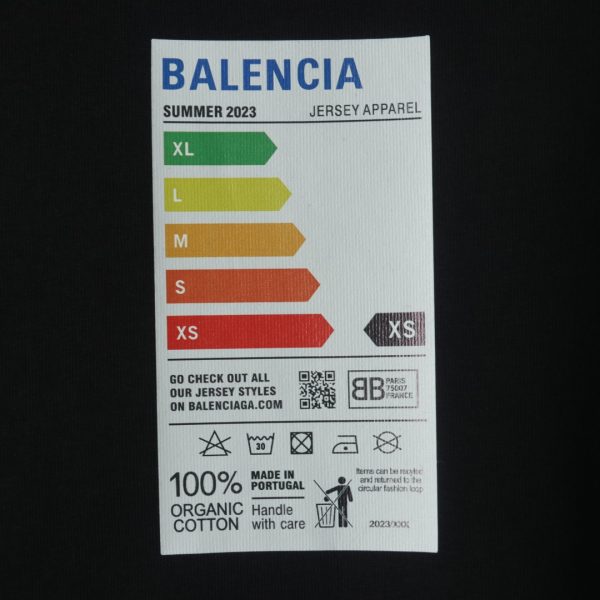 BALENCIA
SUMMER 2023 JERSEY APPAREL
XL
L
M
S
XS XS
GO CHECK OUT ALL
OUR JERSEY STYLES
ON BALENCIAGA.COM
BB PARIS
75007
FRANCE
30
100%
ORGANIC
COTTON
MADE IN
PORTUGAL
Handle
with care
Items can be
and returned to the
circular fashion loop